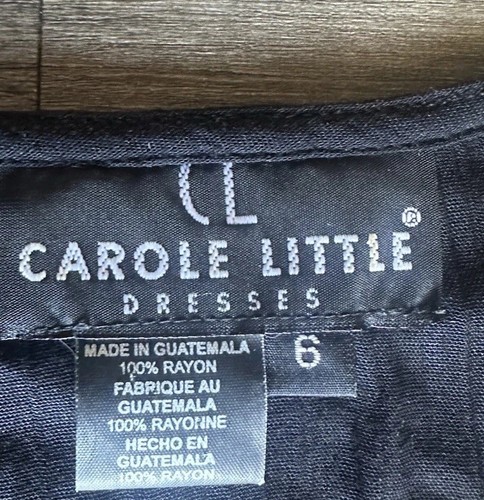 CL
CAROLE LITTLE®
DRESSES
6
MADE IN GUATEMALA
100% RAYON
FABRIQUE AU
GUATEMALA
100% RAYONNE
HECHO EN
GUATEMALA
100% RAYON